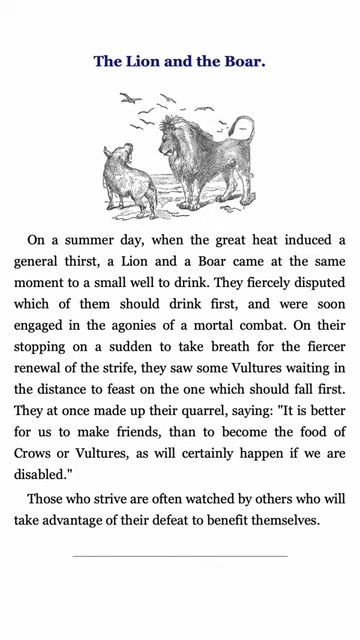 The Lion and the Boar.
On a summer day, when the great heat induced a
general thirst, a Lion and a Boar came at the same
moment to a small well to drink. They fiercely disputed
which of them should drink first, and were soon
engaged in the agonies of a mortal combat. On their
stopping on a sudden to take breath for the fiercer
renewal of the strife, they saw some Vultures waiting in
the distance to feast on the one which should fall first.
They at once made up their quarrel, saying: "It is better
for us to make friends, than to become the food of
Crows or Vultures, as will certainly happen if we are
disabled."
Those who strive are often watched by others who will
take advantage of their defeat to benefit themselves.